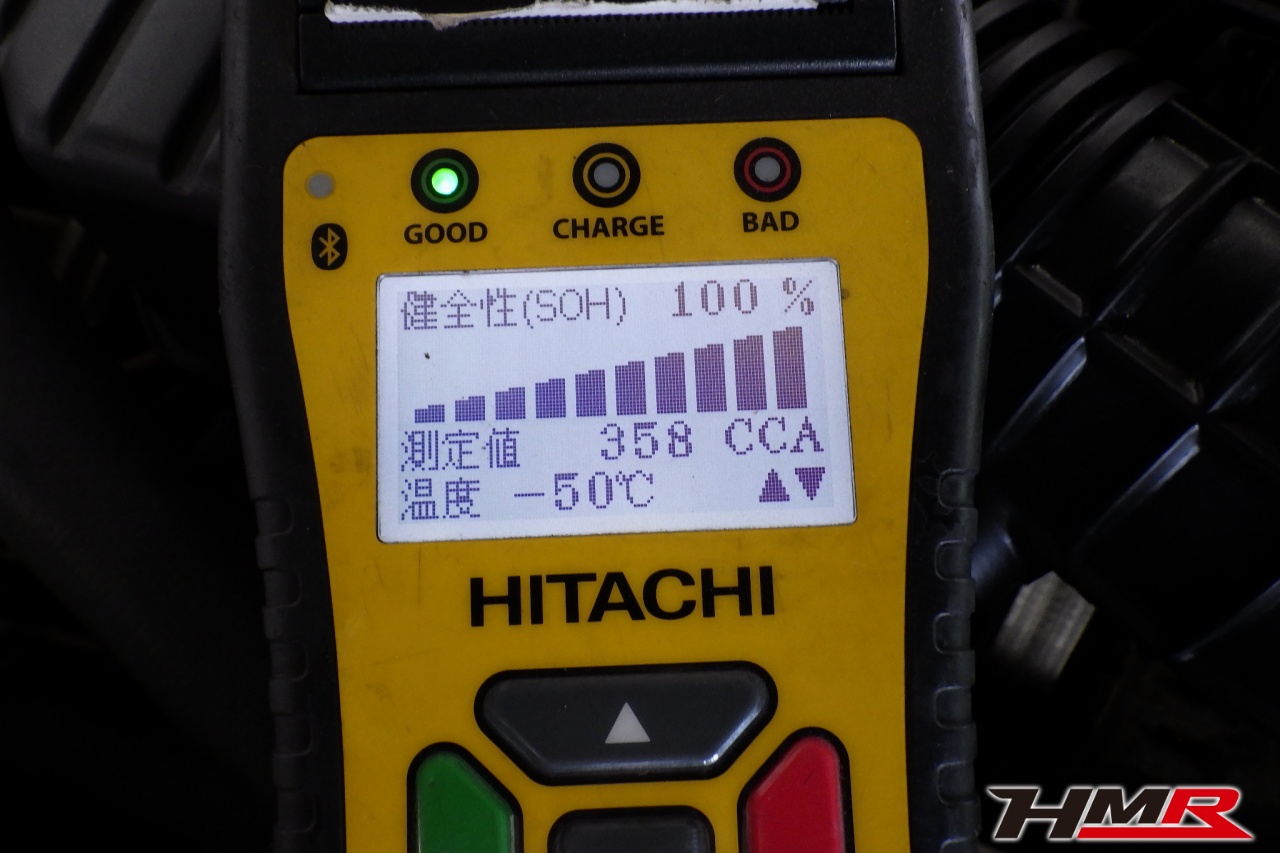 GOOD
CHARGE
BAD
健全性(SOH) 100 %
測定値 358 CCA
温度 -50℃
HITACHI
HMR